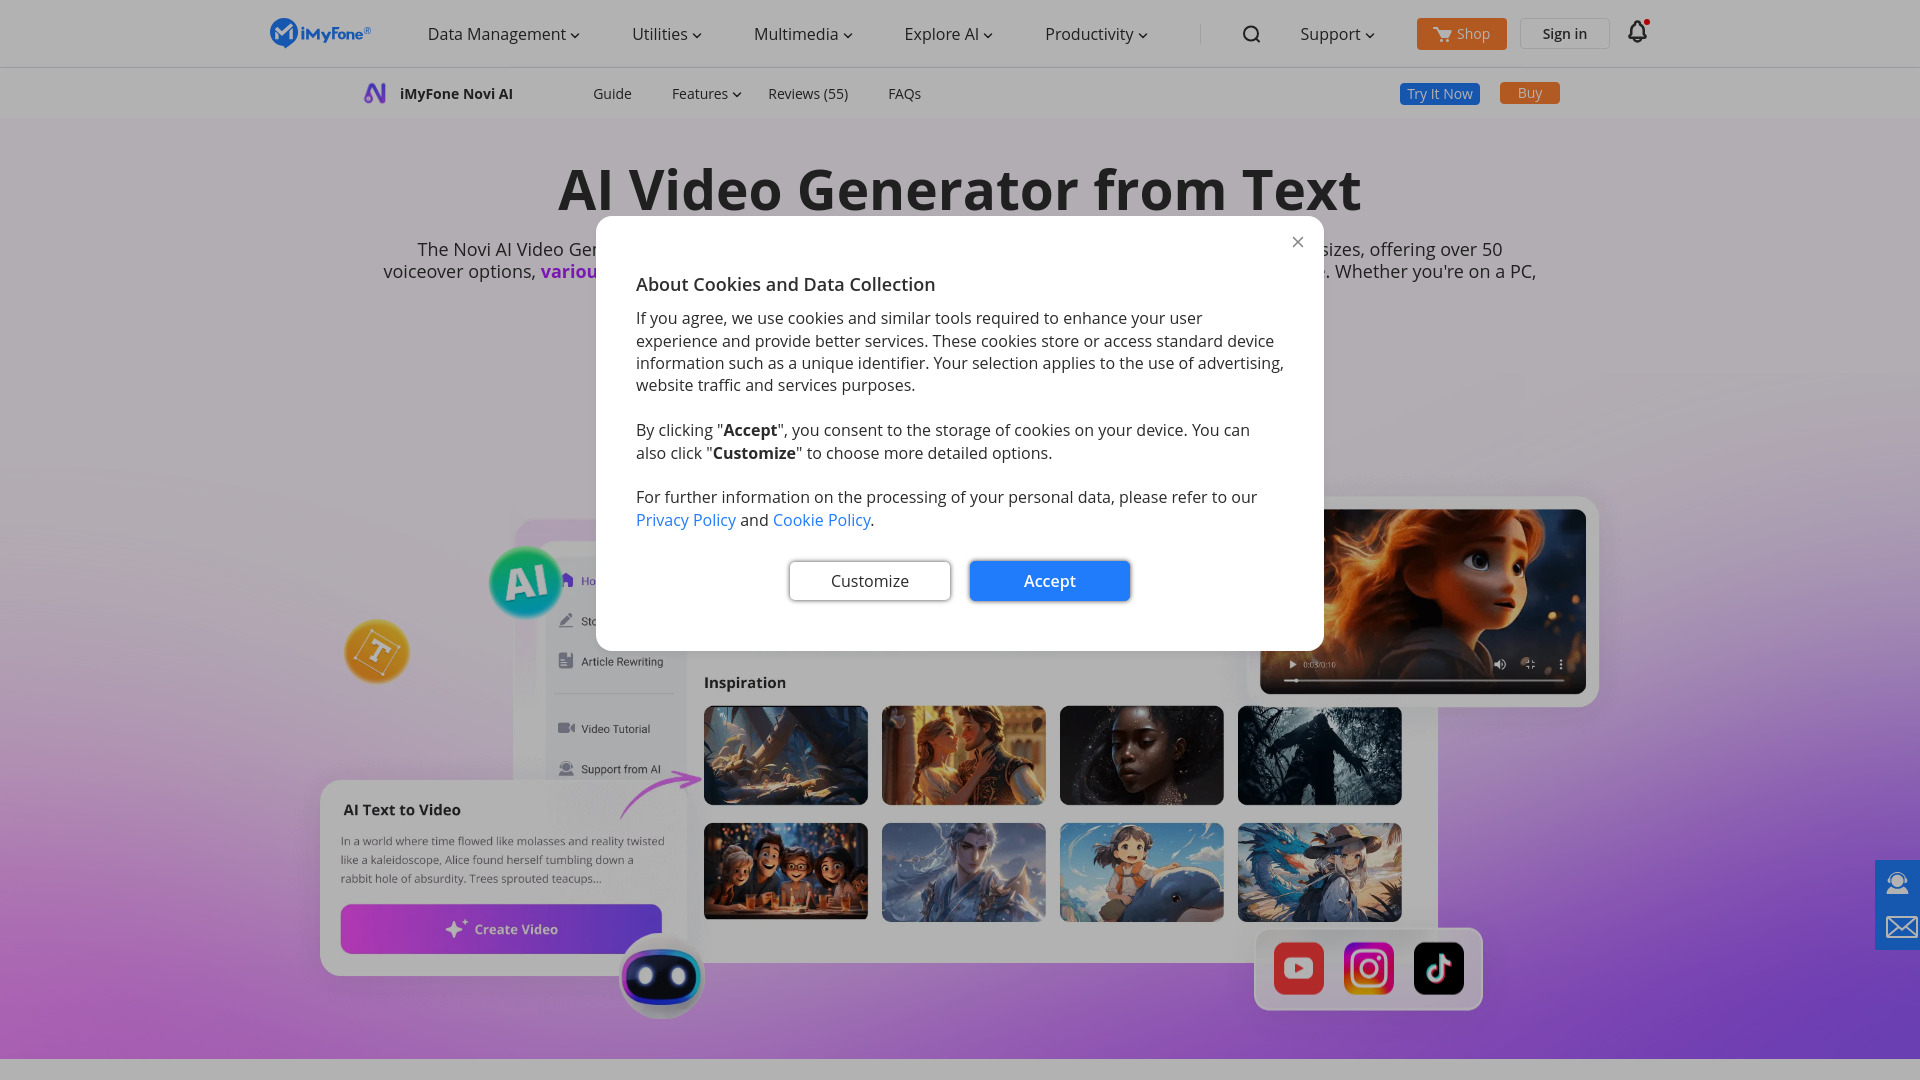 iMyFone®
Data Management
Utilities
Multimedia
Explore AI
Productivity
Support
Shop
Sign in
iMyFone Novi AI
Guide
Features
Reviews (55)
FAQs
Try It Now
Buy
AI Video Generator from Text
The Novi AI Video Ge
sizes, offering over 50
voiceover options, variou
. Whether you're on a PC,
About Cookies and Data Collection
If you agree, we use cookies and similar tools required to enhance your user
experience and provide better services. These cookies store or access standard device
information such as a unique identifier. Your selection applies to the use of advertising,
website traffic and services purposes.
By clicking "Accept", you consent to the storage of cookies on your device. You can
also click "Customize" to choose more detailed options.
For further information on the processing of your personal data, please refer to our
Privacy Policy and Cookie Policy.
Customize
Accept
AI
Ho
Sto
T
Article Rewriting
0:03/0:10
Inspiration
Video Tutorial
Support from AI
AI Text to Video
In a world where time flowed like molasses and reality twisted
like a kaleidoscope, Alice found herself tumbling down a
rabbit hole of absurdity. Trees sprouted teacups...
Create Video